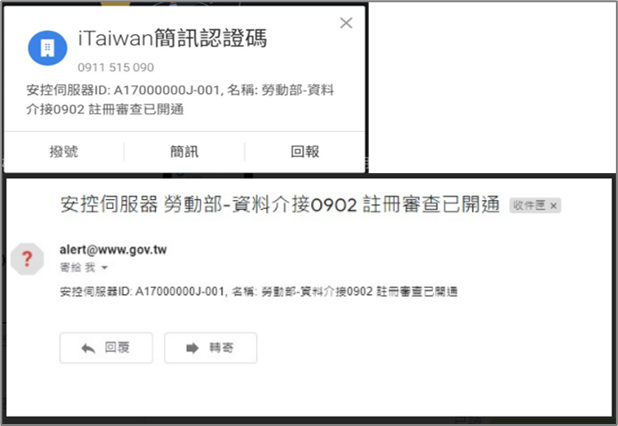 iTaiwan簡訊認證碼
0911 515 090
安控伺服器ID: A17000000J-001, 名稱: 勞動部-資料
介接0902 註冊審查已開通
撥號 簡訊 回報
安控伺服器 勞動部-資料介接0902 註冊審查已開通 收件匣 ×
alert@www.gov.tw
寄給 我
安控伺服器ID: A17000000J-001, 名稱: 勞動部-資料介接0902 註冊審查已開通
回覆 轉寄